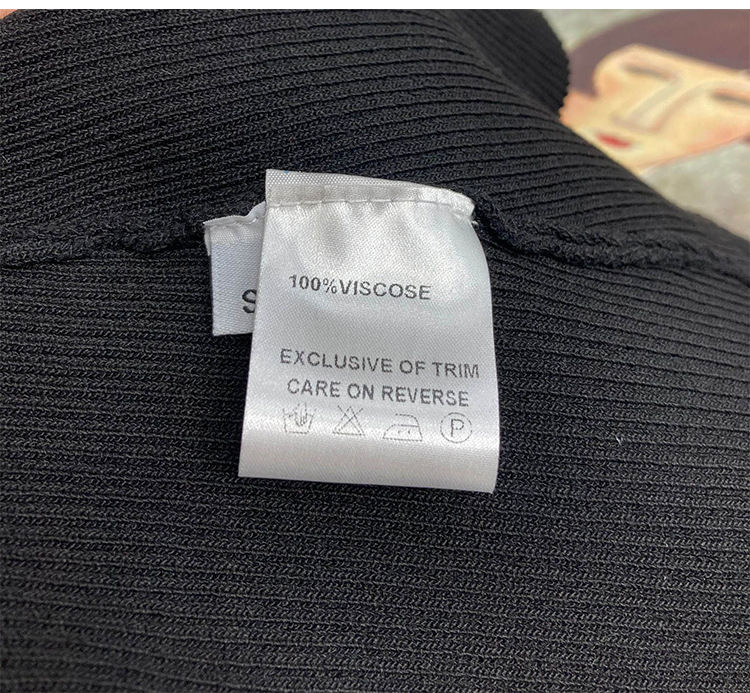 100%VISCOSE
S
EXCLUSIVE OF TRIM
CARE ON REVERSE
P